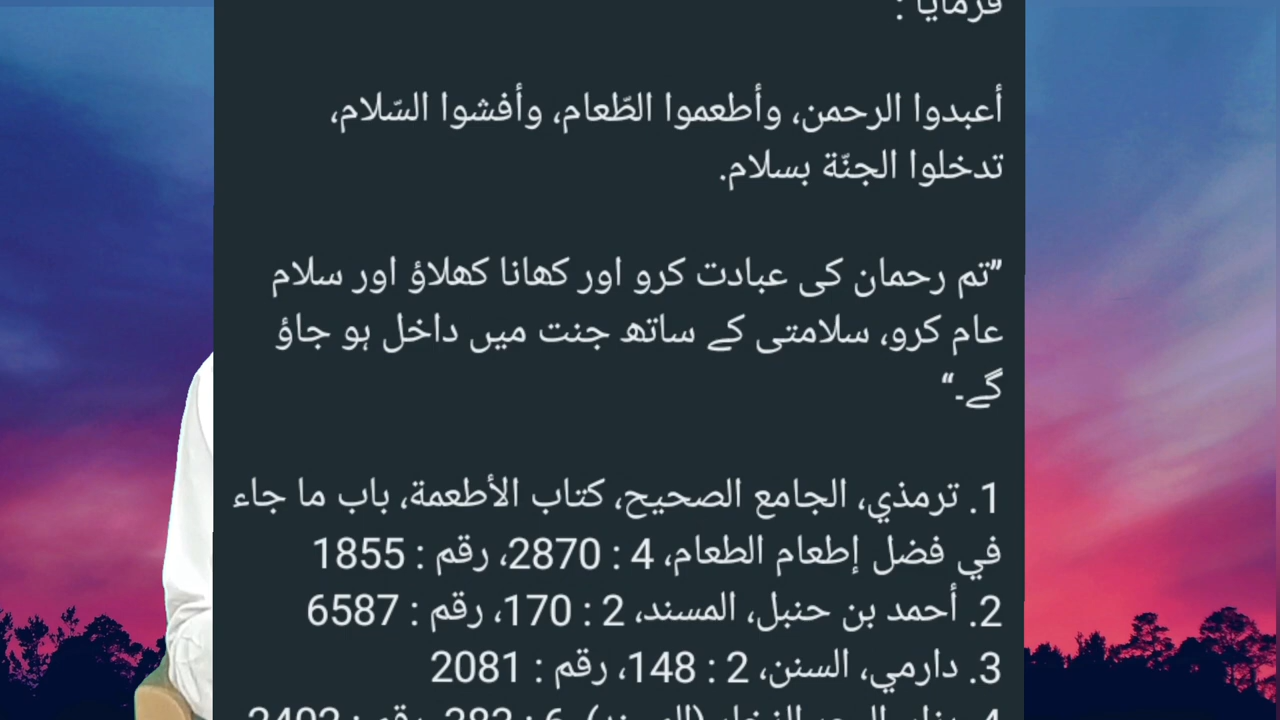 فرمایا :
أعبدوا الرحمن، وأطعموا الطّعام، وأفشوا السّلام،
تدخلوا الجنّة بسلام.
”تم رحمان کی عبادت کرو اور کھانا کھلاؤ اور سلام
عام کرو، سلامتی کے ساتھ جنت میں داخل ہو جاؤ
گے۔“
1. ترمذي، الجامع الصحيح، كتاب الأطعمة، باب ما جاء
في فضل إطعام الطعام، 4 : 2870، رقم : 1855
2. أحمد بن حنبل، المسند، 2 : 170، رقم : 6587
3. دارمي، السنن، 2 : 148، رقم : 2081